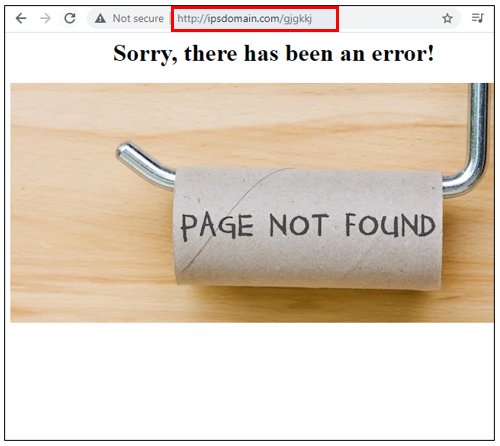 Not secure | http://ipsdomain.com/gjgkkj
Sorry, there has been an error!
PAGE NOT FOUND